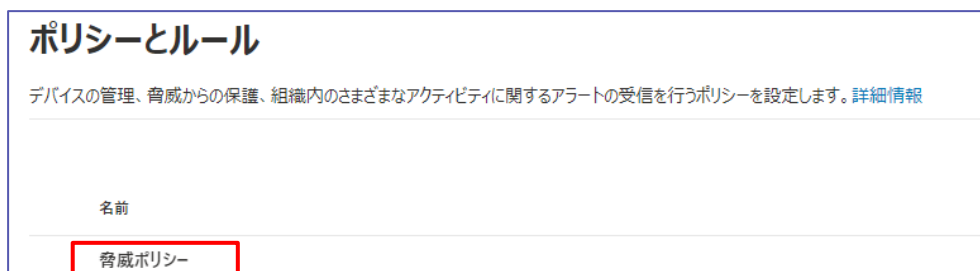 ポリシーとルール
デバイスの管理、脅威からの保護、組織内のさまざまなアクティビティに関するアラートの受信を行うポリシーを設定します。詳細情報
名前
脅威ポリシー